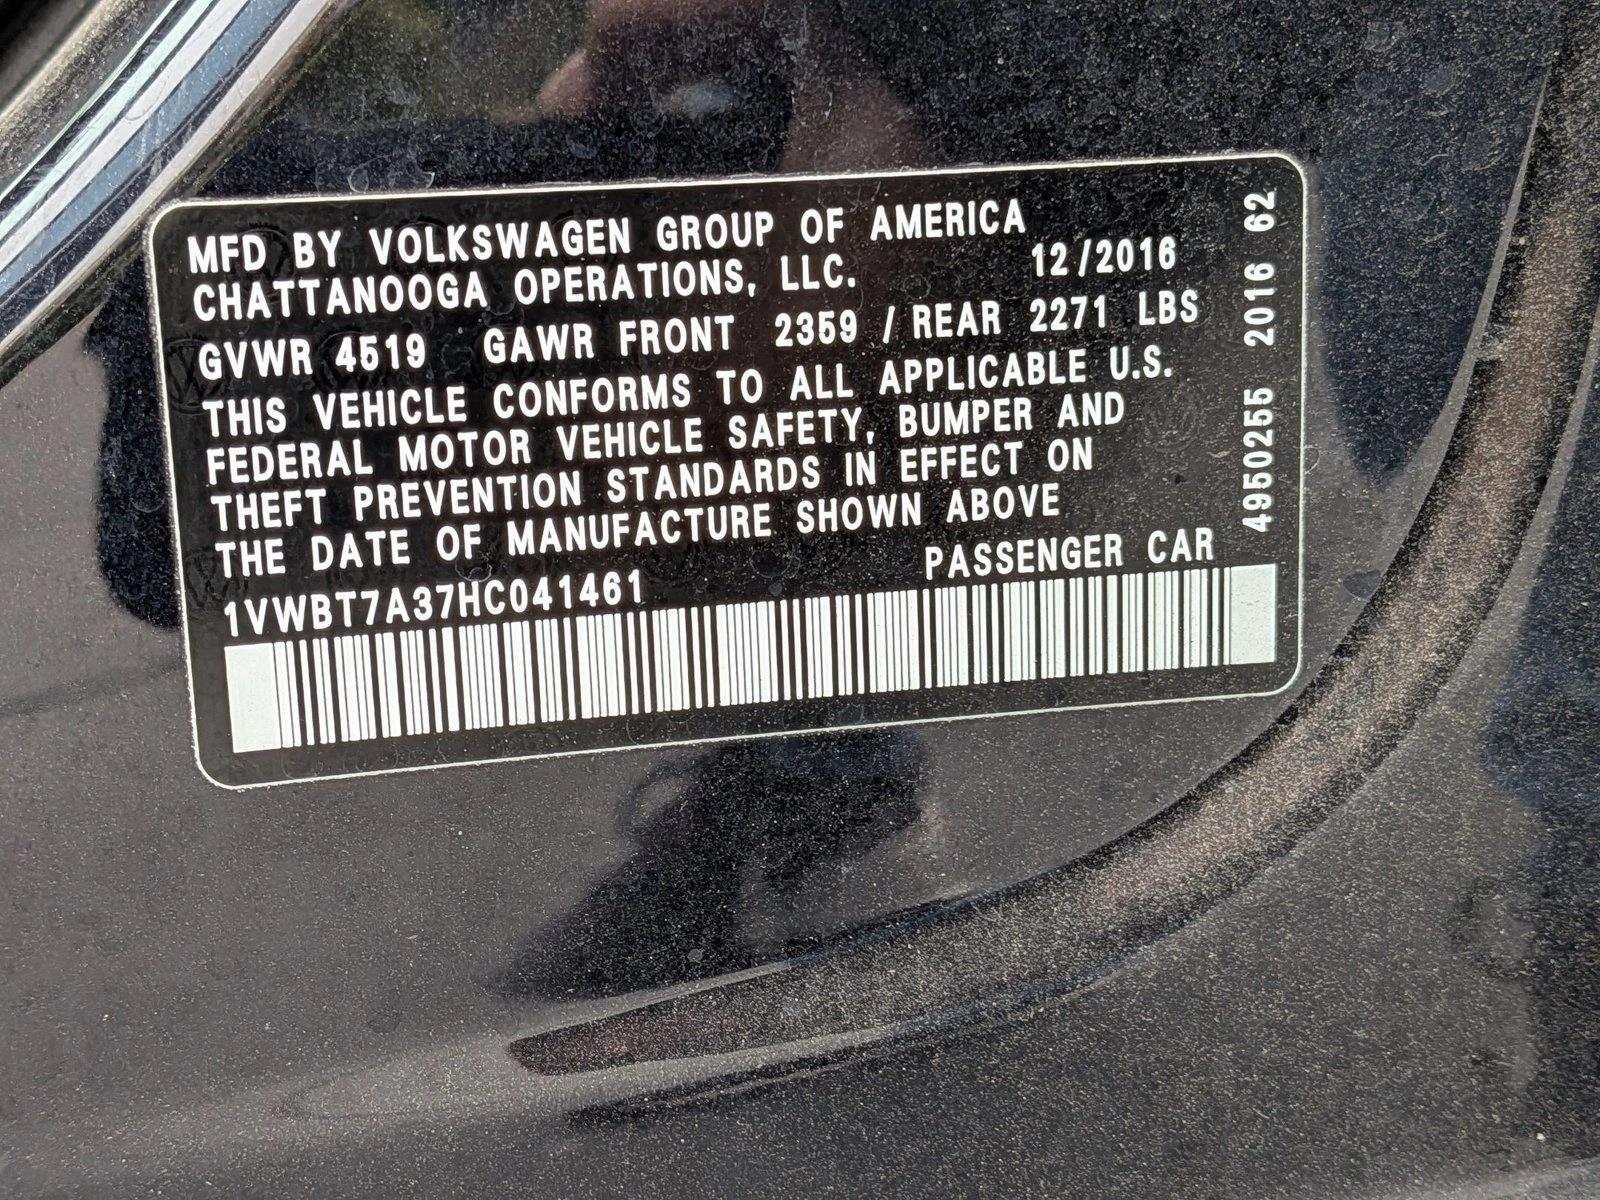 MFD BY VOLKSWAGEN GROUP OF AMERICA
CHATTANOOGA OPERATIONS, LLC. 12/2016
GVWR 4519 GAWR FRONT 2359 / REAR 2271 LBS
THIS VEHICLE CONFORMS TO ALL APPLICABLE U.S.
FEDERAL MOTOR VEHICLE SAFETY, BUMPER AND
THEFT PREVENTION STANDARDS IN EFFECT ON
THE DATE OF MANUFACTURE SHOWN ABOVE
1VWBT7A37HC041461 PASSENGER CAR
4950255 2016 62